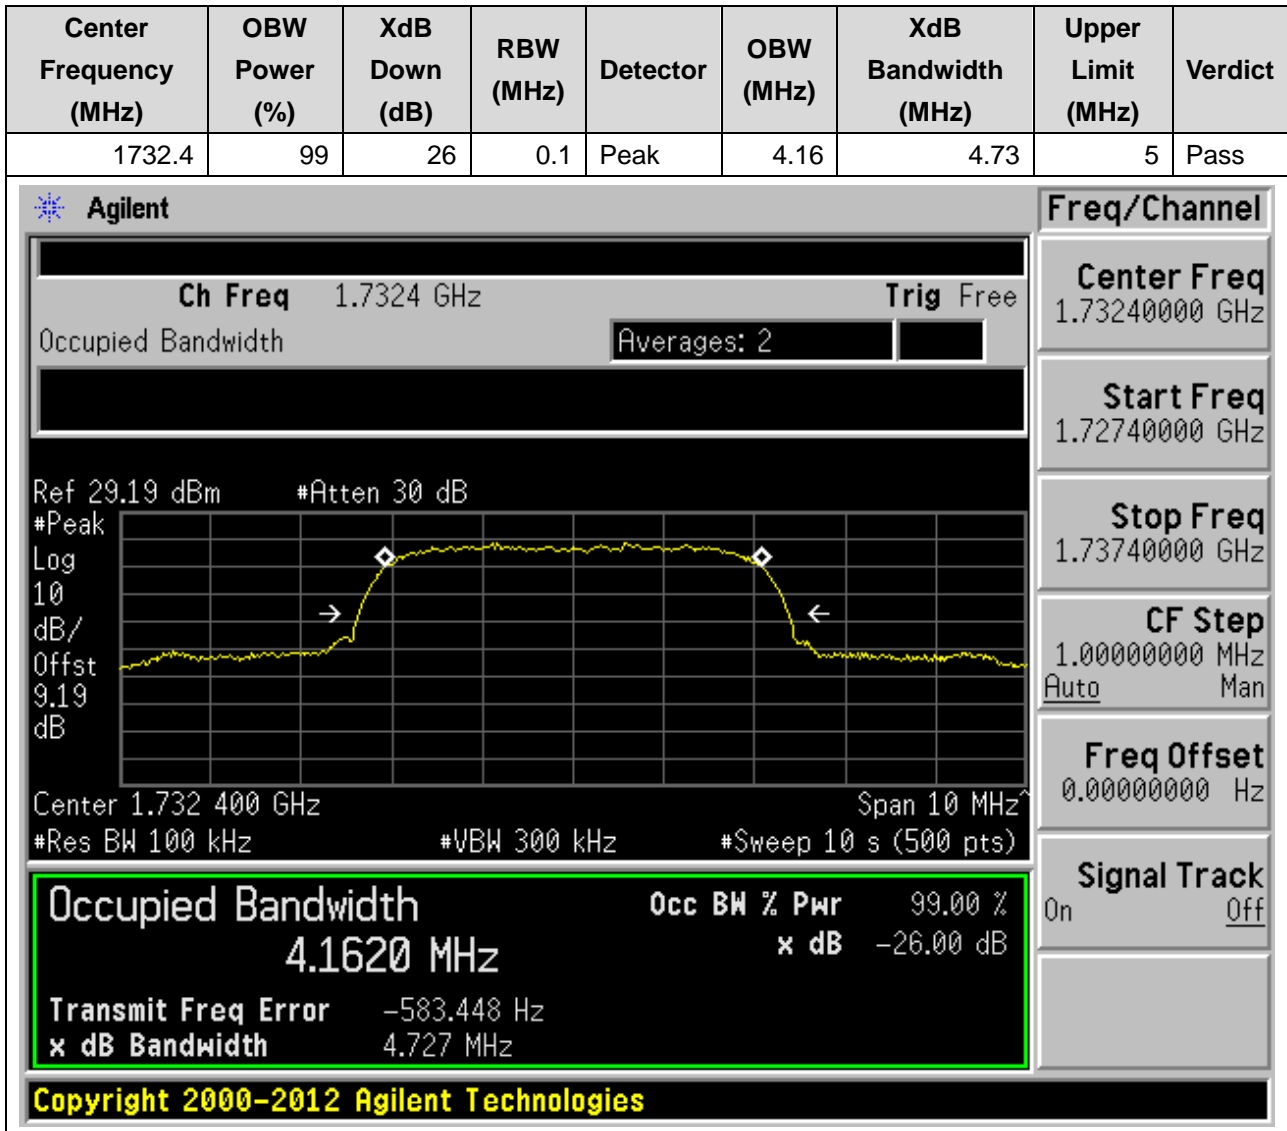 Center Frequency (MHz) OBW Power (%) XdB Down (dB) RBW (MHz) Detector OBW (MHz) XdB Bandwidth (MHz) Upper Limit (MHz) Verdict
1732.4 99 26 0.1 Peak 4.16 4.73 5 Pass
Agilent
Freq/Channel
Ch Freq 1.7324 GHz Trig Free
Occupied Bandwidth Averages: 2
Center Freq
1.73240000 GHz
Start Freq
1.72740000 GHz
Stop Freq
1.73740000 GHz
CF Step
1.00000000 MHz
Auto Man
Freq Offset
0.00000000 Hz
Signal Track
On Off
Ref 29.19 dBm #Atten 30 dB
#Peak
Log
10
dB/
Offst
9.19
dB
Center 1.732 400 GHz Span 10 MHz^
#Res BW 100 kHz #VBW 300 kHz #Sweep 10 s (500 pts)
Occupied Bandwidth Occ BW % Pwr 99.00 %
4.1620 MHz x dB -26.00 dB
Transmit Freq Error -583.448 Hz
x dB Bandwidth 4.727 MHz
Copyright 2000-2012 Agilent Technologies